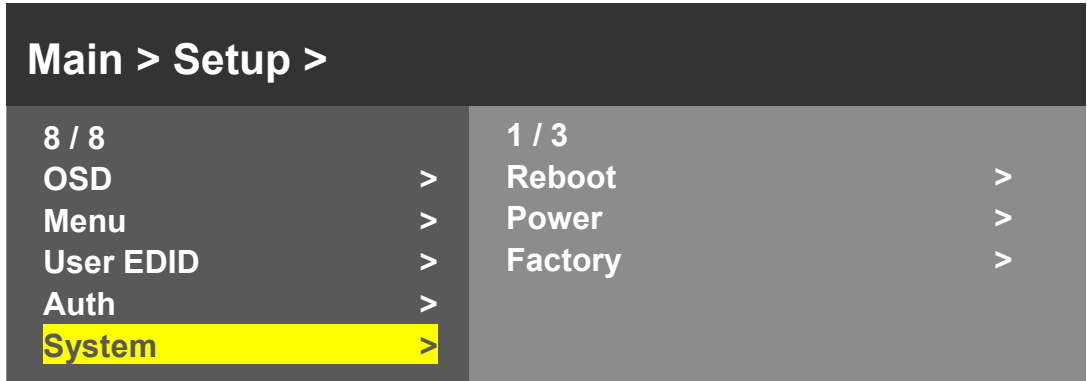 Main > Setup >
8 / 8
OSD >
Menu >
User EDID >
Auth >
System >
1 / 3
Reboot >
Power >
Factory >